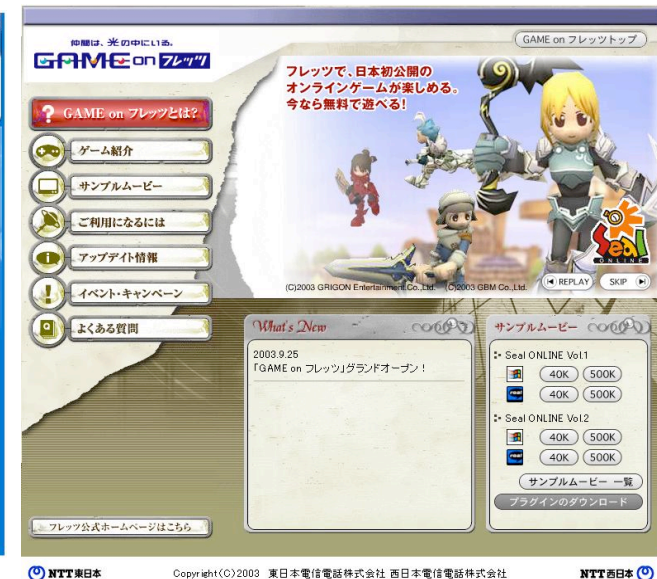 仲間は、光の中にいる。
GAME on フレッツ
GAME on フレッツトップ
フレッツで、日本初公開の
オンラインゲームが楽しめる。
今なら無料で遊べる!
? GAME on フレッツとは?
ゲーム紹介
サンプルムービー
ご利用になるには
アップデイト情報
イベント・キャンペーン
よくある質問
Seal
ONLINE
(C)2003 GRIGON Entertainment Co.,Ltd. (C)2003 GBM Co.,Ltd.
REPLAY
SKIP
What's New
2003.9.25
「GAME on フレッツ」グランドオープン!
サンプルムービー
Seal ONLINE Vol.1
40K 500K
real 40K 500K
Seal ONLINE Vol.2
40K 500K
real 40K 500K
サンプルムービー 一覧
プラグインのダウンロード
フレッツ公式ホームページはこちら
NTT東日本
Copyright(C)2003 東日本電信電話株式会社 西日本電信電話株式会社
NTT西日本